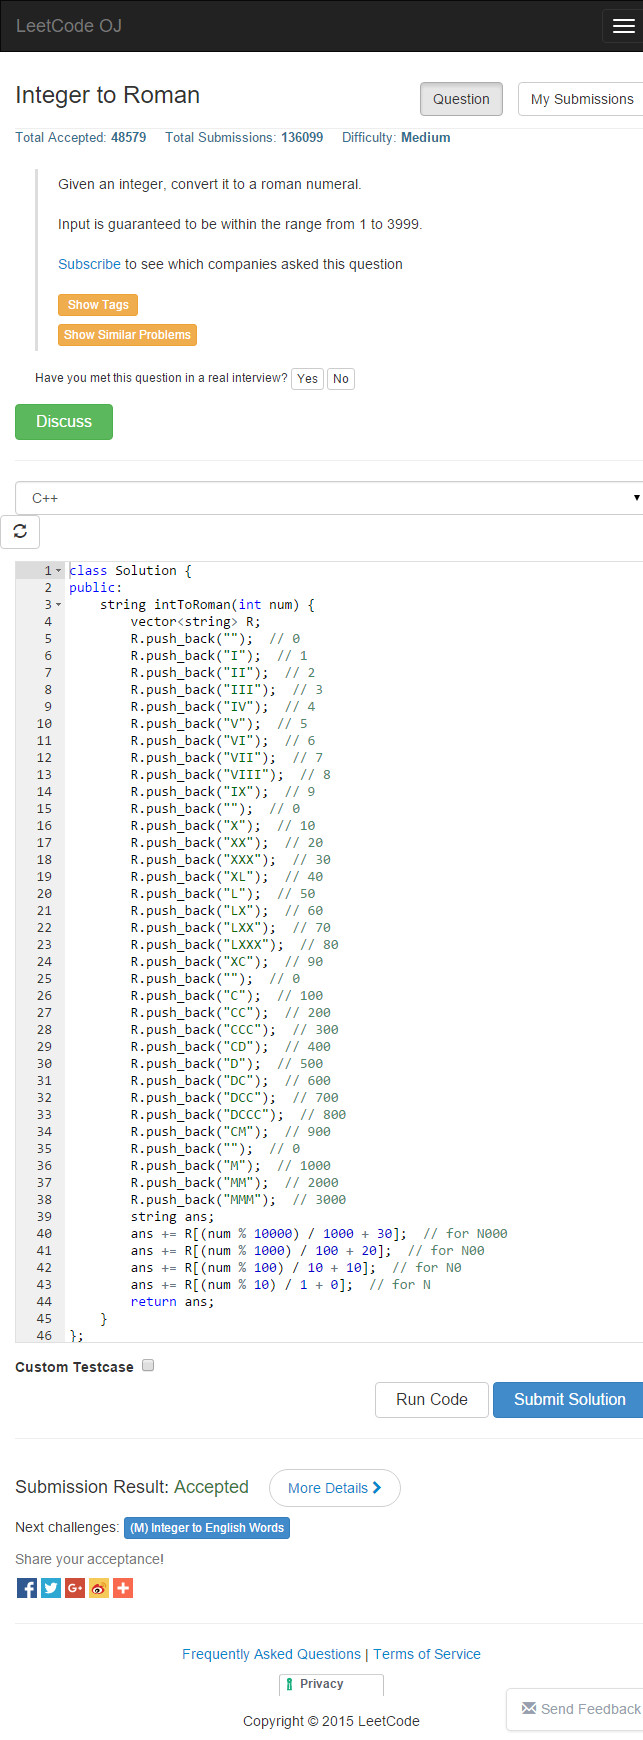 LeetCode OJ
Integer to Roman
Question
My Submissions
Total Accepted: 48579 Total Submissions: 136099 Difficulty: Medium
Given an integer, convert it to a roman numeral.
Input is guaranteed to be within the range from 1 to 3999.
Subscribe to see which companies asked this question
Show Tags
Show Similar Problems
Have you met this question in a real interview? Yes No
Discuss
C++
1 class Solution {
2 public:
3     string intToRoman(int num) {
4         vector<string> R;
5         R.push_back("");  // 0
6         R.push_back("I");  // 1
7         R.push_back("II");  // 2
8         R.push_back("III");  // 3
9         R.push_back("IV");  // 4
10         R.push_back("V");  // 5
11         R.push_back("VI");  // 6
12         R.push_back("VII");  // 7
13         R.push_back("VIII");  // 8
14         R.push_back("IX");  // 9
15         R.push_back("");  // 0
16         R.push_back("X");  // 10
17         R.push_back("XX");  // 20
18         R.push_back("XXX");  // 30
19         R.push_back("XL");  // 40
20         R.push_back("L");  // 50
21         R.push_back("LX");  // 60
22         R.push_back("LXX");  // 70
23         R.push_back("LXXX");  // 80
24         R.push_back("XC");  // 90
25         R.push_back("");  // 0
26         R.push_back("C");  // 100
27         R.push_back("CC");  // 200
28         R.push_back("CCC");  // 300
29         R.push_back("CD");  // 400
30         R.push_back("D");  // 500
31         R.push_back("DC");  // 600
32         R.push_back("DCC");  // 700
33         R.push_back("DCCC");  // 800
34         R.push_back("CM");  // 900
35         R.push_back("");  // 0
36         R.push_back("M");  // 1000
37         R.push_back("MM");  // 2000
38         R.push_back("MMM");  // 3000
39         string ans;
40         ans += R[(num % 10000) / 1000 + 30];  // for N000
41         ans += R[(num % 1000) / 100 + 20];  // for N00
42         ans += R[(num % 100) / 10 + 10];  // for N0
43         ans += R[(num % 10) / 1 + 0];  // for N
44         return ans;
45     }
46 };
Custom Testcase
Run Code
Submit Solution
Submission Result: Accepted
More Details
Next challenges: (M) Integer to English Words
Share your acceptance!
Frequently Asked Questions | Terms of Service
Privacy
Copyright © 2015 LeetCode
Send Feedback